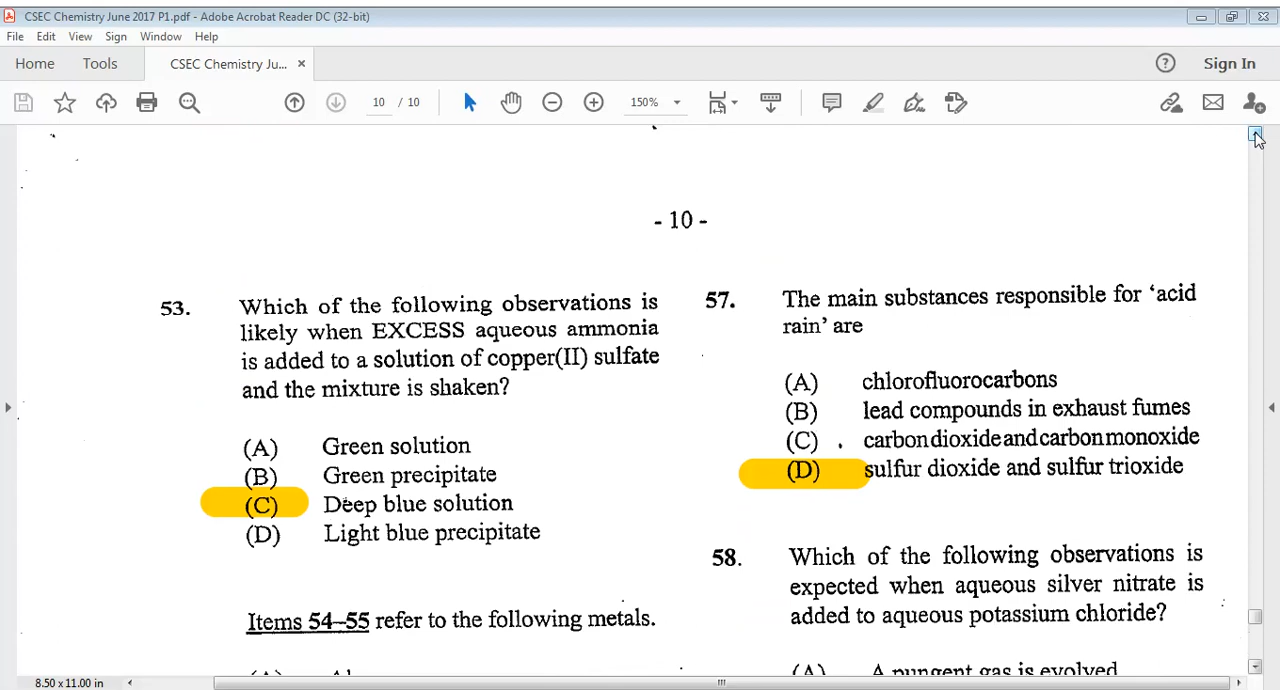 CSEC Chemistry June 2017 P1.pdf - Adobe Acrobat Reader DC (32-bit)
File Edit View Sign Window Help
Home Tools CSEC Chemistry Ju... × Sign In
10 / 10 150%
- 10 -
53. Which of the following observations is
likely when EXCESS aqueous ammonia
is added to a solution of copper(II) sulfate
and the mixture is shaken?
(A) Green solution
(B) Green precipitate
(C) Deep blue solution
(D) Light blue precipitate
Items 54–55 refer to the following metals.
57. The main substances responsible for ‘acid
rain’ are
(A) chlorofluorocarbons
(B) lead compounds in exhaust fumes
(C) carbon dioxide and carbon monoxide
(D) sulfur dioxide and sulfur trioxide
58. Which of the following observations is
expected when aqueous silver nitrate is
added to aqueous potassium chloride?
(A) A pungent gas is evolved
8.50 x 11.00 in